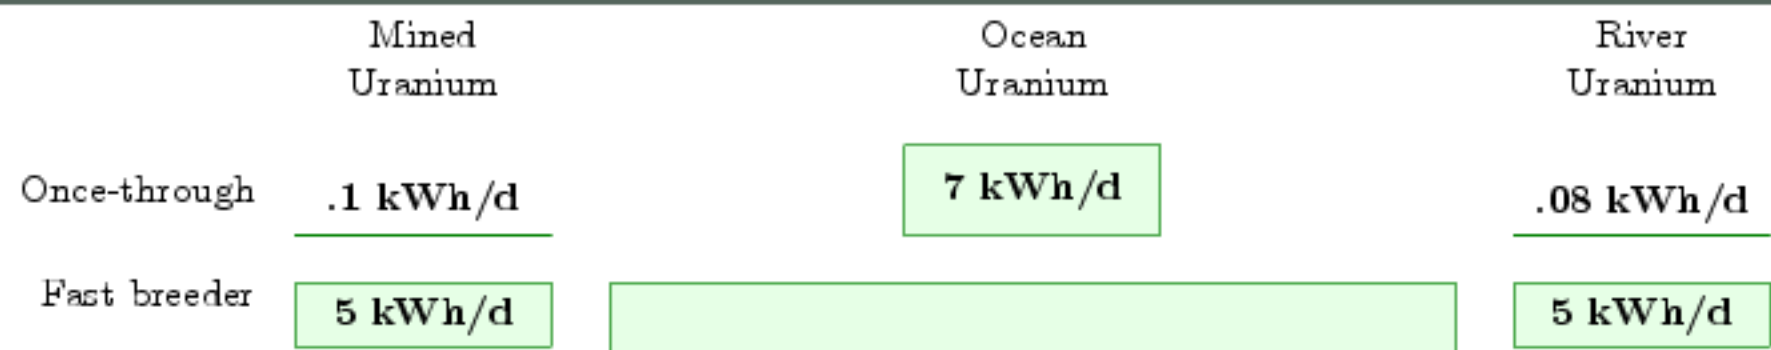 Mined
Uranium
Ocean
Uranium
River
Uranium
Once-through
.1 kWh/d
7 kWh/d
.08 kWh/d
Fast breeder
5 kWh/d
5 kWh/d